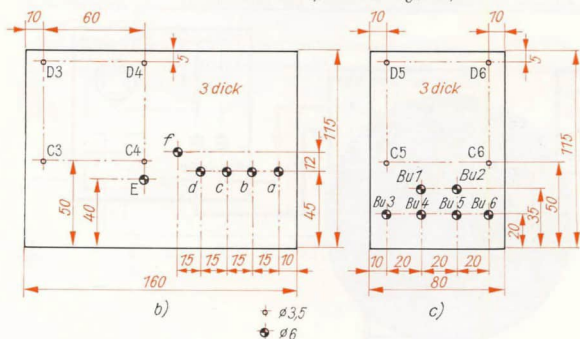 10 60 10 10
D3 D4 5 D5 D6 5
3 dick 3 dick
115 115
f
12
C3 C4 C5 C6
E d c b a Bu1 Bu2
50 40 45 Bu3 Bu4 Bu5 Bu6 20 35 50
15 15 15 15 10 10 20 20 20
160 80
b) c)
ø3,5
ø6